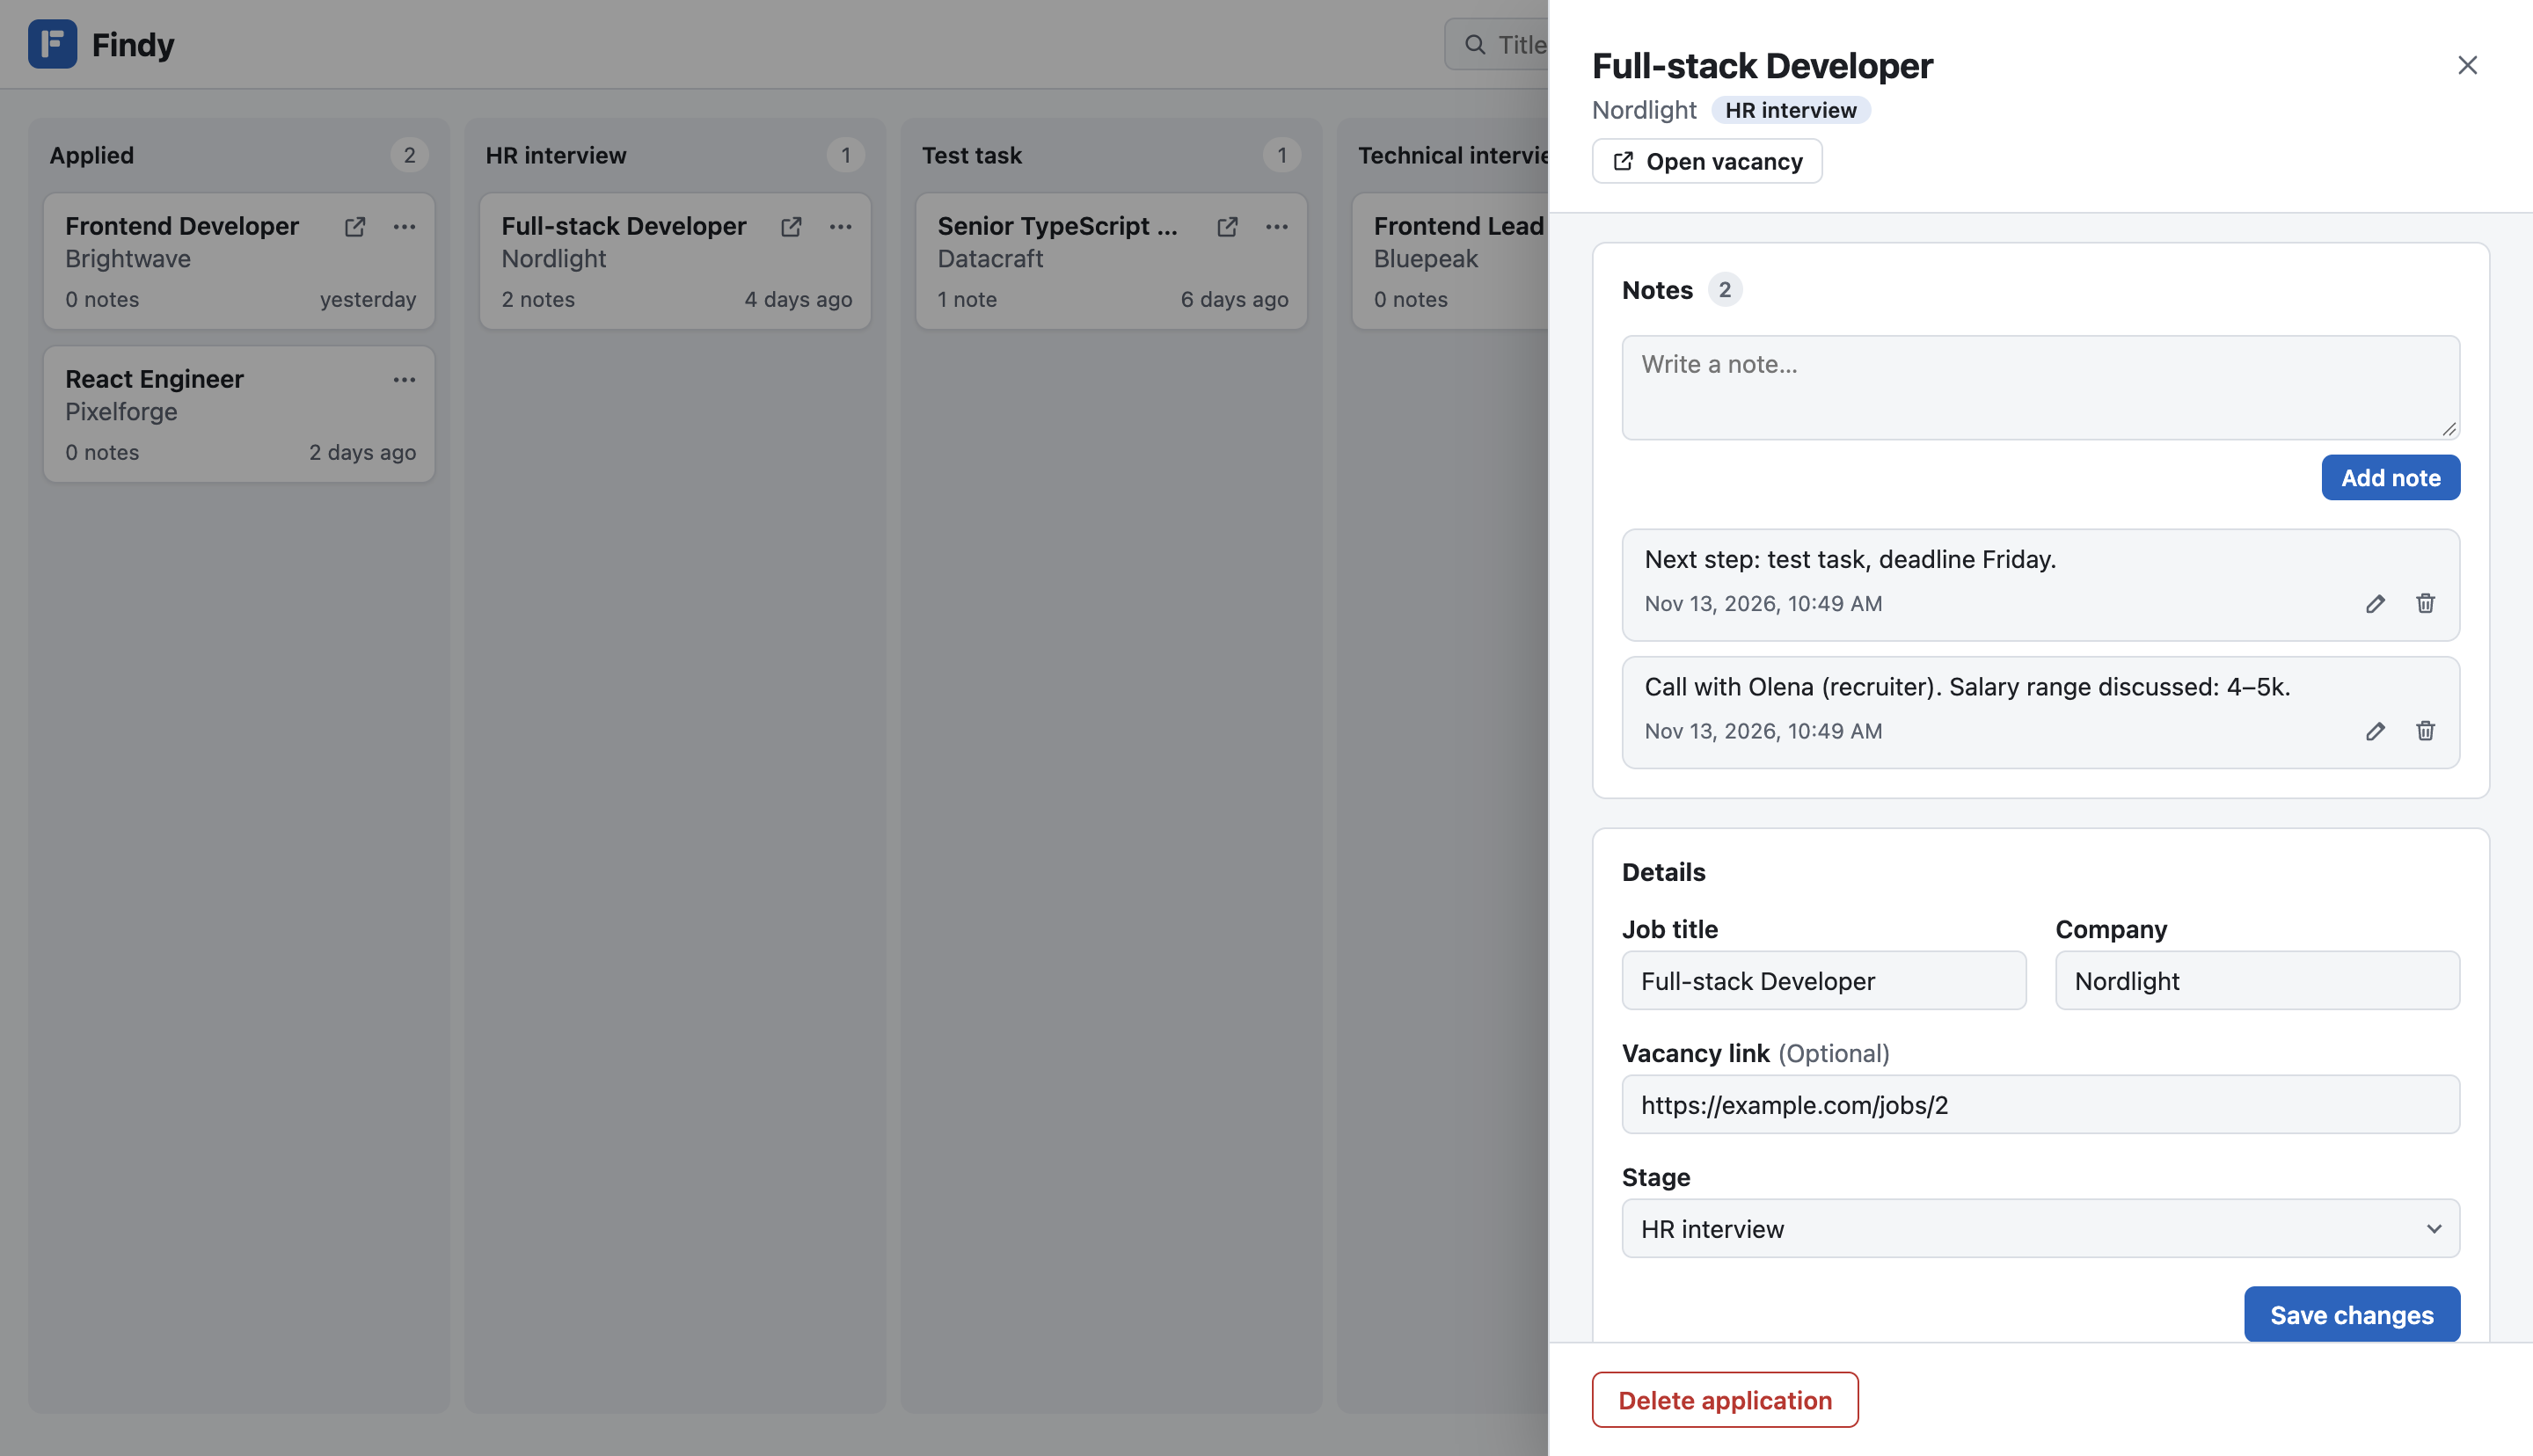 Findy
Title
Applied
2
Frontend Developer
Brightwave
0 notes
yesterday
React Engineer
Pixelforge
0 notes
2 days ago
HR interview
1
Full-stack Developer
Nordlight
2 notes
4 days ago
Test task
1
Senior TypeScript ...
Datacraft
1 note
6 days ago
Technical intervie
Frontend Lead
Bluepeak
0 notes
Full-stack Developer
Nordlight HR interview
Open vacancy
Notes 2
Write a note...
Add note
Next step: test task, deadline Friday.
Nov 13, 2026, 10:49 AM
Call with Olena (recruiter). Salary range discussed: 4–5k.
Nov 13, 2026, 10:49 AM
Details
Job title
Full-stack Developer
Company
Nordlight
Vacancy link (Optional)
https://example.com/jobs/2
Stage
HR interview
Save changes
Delete application